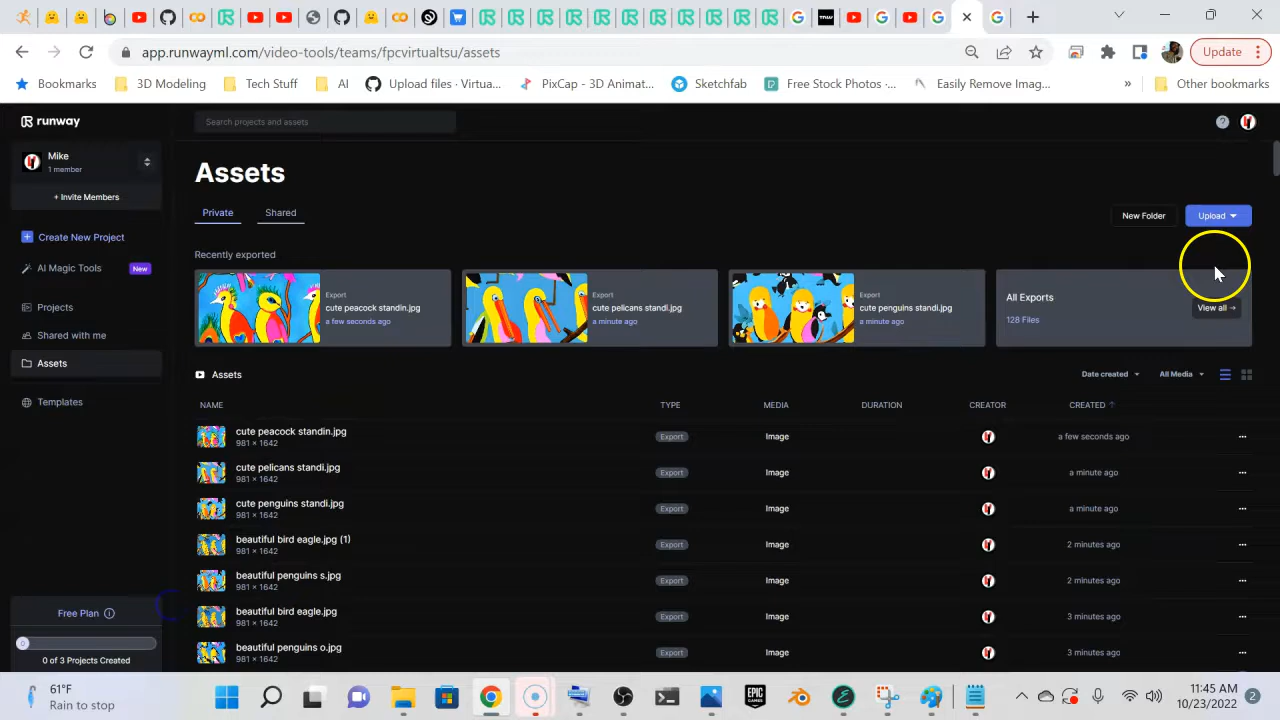 app.runwayml.com/video-tools/teams/fpcvirtualtsu/assets
Update
Bookmarks
3D Modeling
Tech Stuff
AI
Upload files · Virtua...
PixCap - 3D Animat...
Sketchfab
Free Stock Photos ·...
Easily Remove Imag...
»
Other bookmarks
runway
Search projects and assets
?
Mike
1 member
+ Invite Members
Create New Project
AI Magic Tools
New
Projects
Shared with me
Assets
Templates
Free Plan
0
0 of 3 Projects Created
Assets
Private
Shared
New Folder
Upload
Recently exported
Export
cute peacock standin.jpg
a few seconds ago
Export
cute pelicans standi.jpg
a minute ago
Export
cute penguins standi.jpg
a minute ago
All Exports
128 Files
View all →
Assets
Date created
All Media
NAME TYPE MEDIA DURATION CREATOR CREATED ↑
cute peacock standin.jpg
981 × 1642
Export Image a few seconds ago ...
cute pelicans standi.jpg
981 × 1642
Export Image a minute ago ...
cute penguins standi.jpg
981 × 1642
Export Image a minute ago ...
beautiful bird eagle.jpg (1)
981 × 1642
Export Image 2 minutes ago ...
beautiful penguins s.jpg
981 × 1642
Export Image 2 minutes ago ...
beautiful bird eagle.jpg
981 × 1642
Export Image 3 minutes ago ...
beautiful penguins o.jpg
981 × 1642
Export Image 3 minutes ago ...
61°F
Rain to stop
EPIC
GAMES
11:45 AM
10/23/2022
2